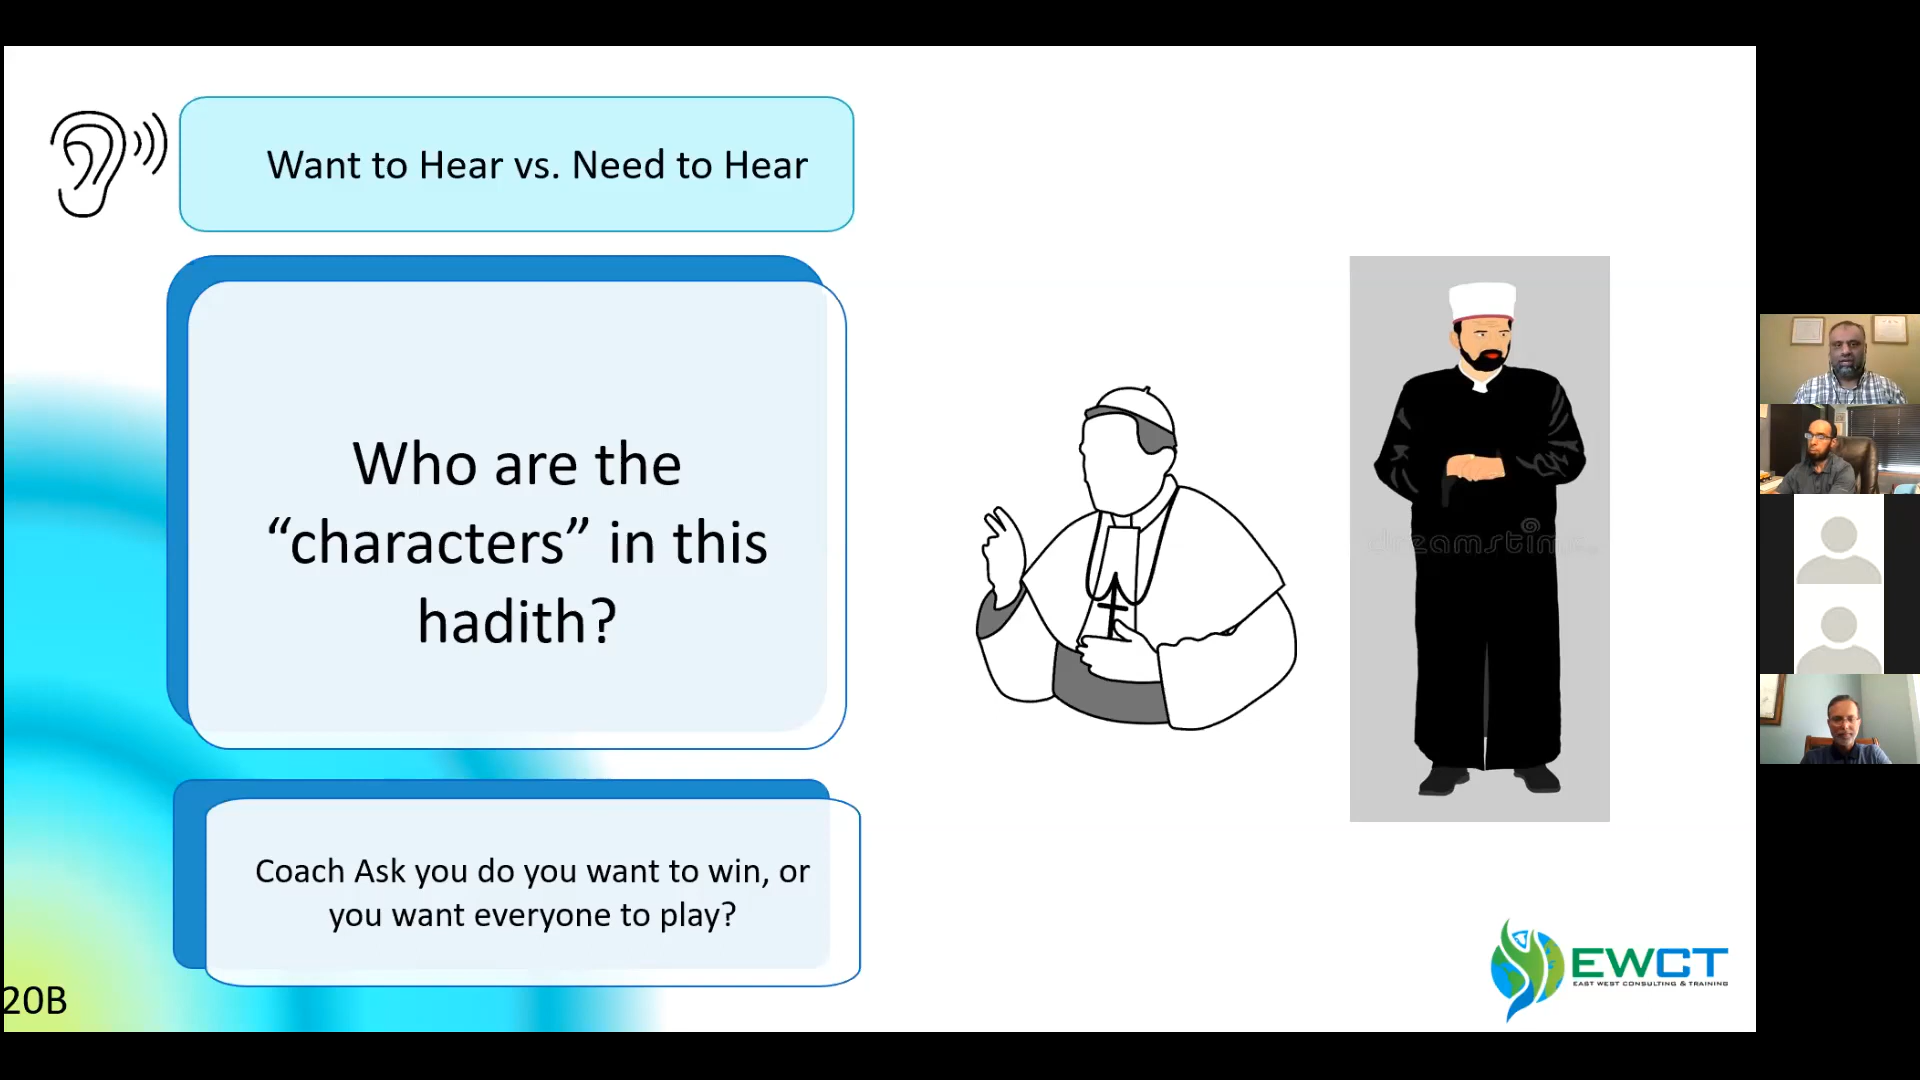 Want to Hear vs. Need to Hear
Who are the
“characters” in this
hadith?
Coach Ask you do you want to win, or
you want everyone to play?
20B
dreamstime
EWCT
EAST WEST CONSULTING & TRAINING